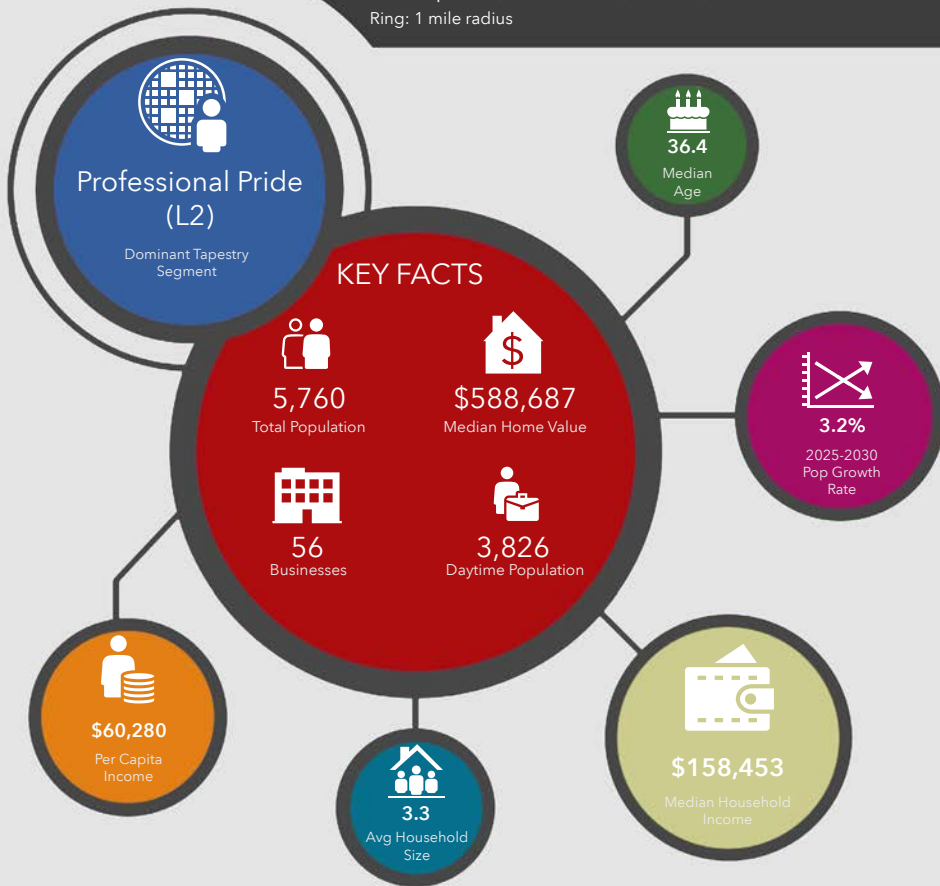 Ring: 1 mile radius
Professional Pride
(L2)
Dominant Tapestry
Segment
36.4
Median
Age
KEY FACTS
5,760
Total Population
$
$588,687
Median Home Value
56
Businesses
3,826
Daytime Population
3.2%
2025-2030
Pop Growth
Rate
$60,280
Per Capita
Income
3.3
Avg Household
Size
$158,453
Median Household
Income